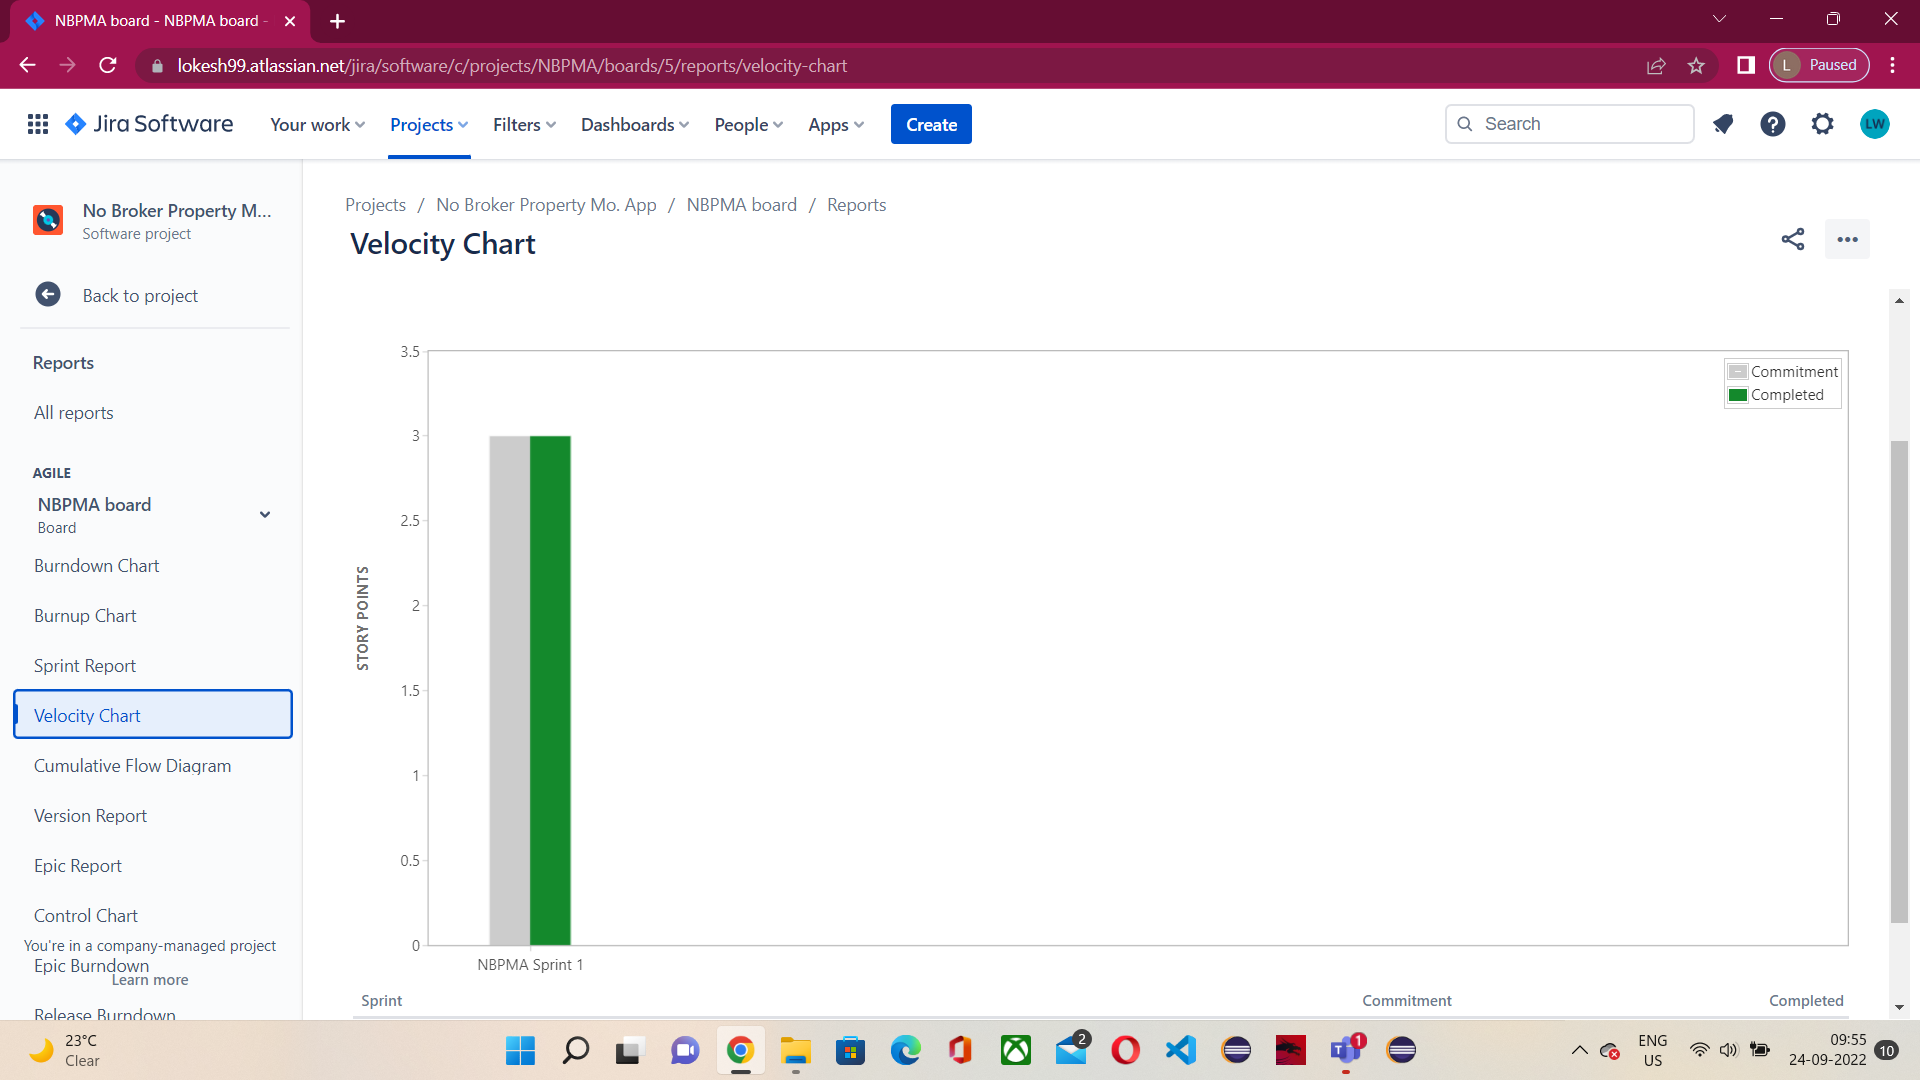 NBPMA board - NBPMA board -
lokesh99.atlassian.net/jira/software/c/projects/NBPMA/boards/5/reports/velocity-chart
L Paused
Jira Software
Your work
Projects
Filters
Dashboards
People
Apps
Create
Search
LW
No Broker Property M...
Software project
Back to project
Reports
All reports
AGILE
NBPMA board
Board
Burndown Chart
Burnup Chart
Sprint Report
Velocity Chart
Cumulative Flow Diagram
Version Report
Epic Report
Control Chart
You're in a company-managed project
Epic Burndown
Learn more
Release Burndown
Projects / No Broker Property Mo. App / NBPMA board / Reports
Velocity Chart
3.5
3
2.5
2
1.5
1
0.5
0
STORY POINTS
Commitment
Completed
NBPMA Sprint 1
Sprint Commitment Completed
23°C
Clear
2
1
ENG
US
09:55
24-09-2022
10